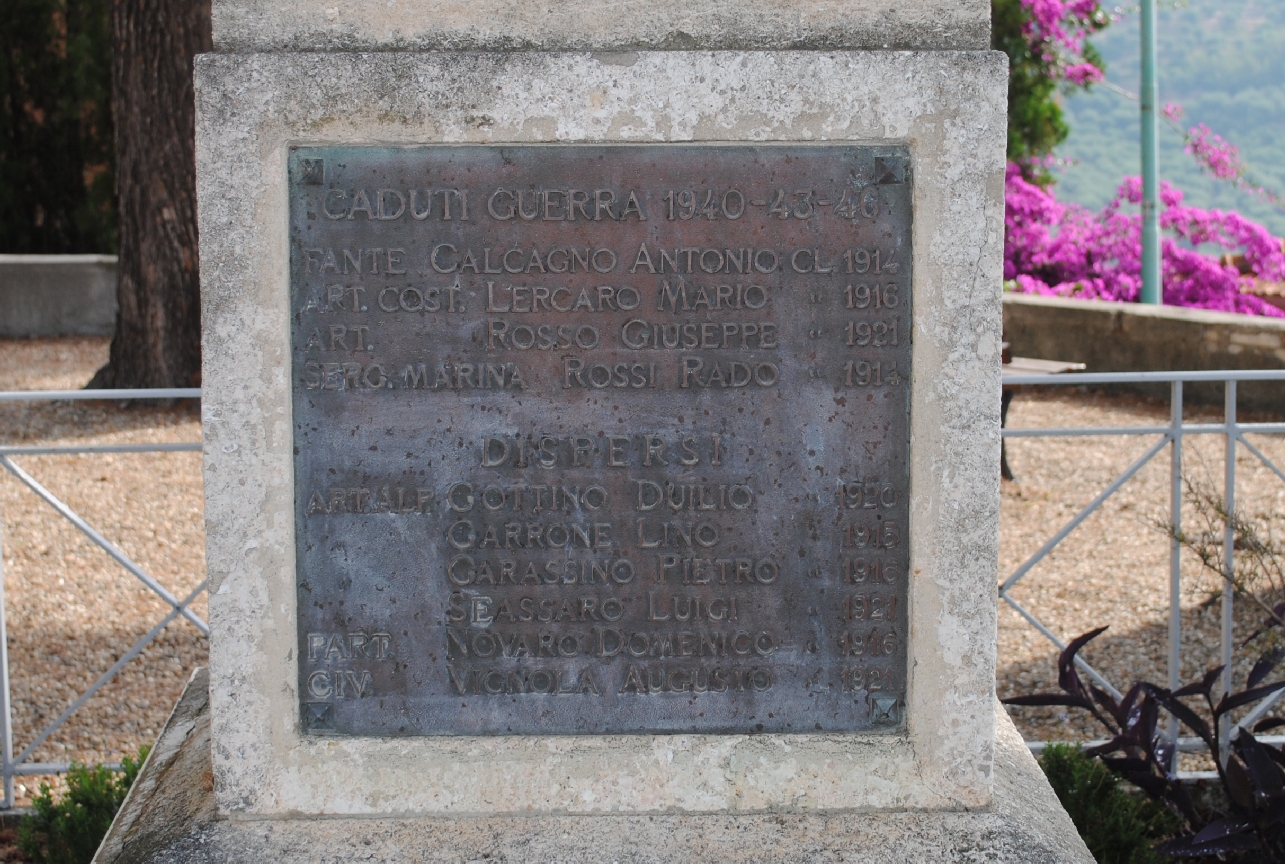 CADUTI GUERRA 1940-43-46
FANTE CALCAGNO ANTONIO CL. 1914
ART. COST. LERCARO MARIO " 1916
ART. ROSSO GIUSEPPE " 1921
SERG. MARINA ROSSI RADO " 1914
DISPERSI
ART. ALP. GOTTINO DUILIO " 1920
GARRONE LINO " 1915
GARASSINO PIETRO " 1916
SEASSARO LUIGI " 1921
PART. NOVARO DOMENICO " 1916
CIV. VIGNOLA AUGUSTO